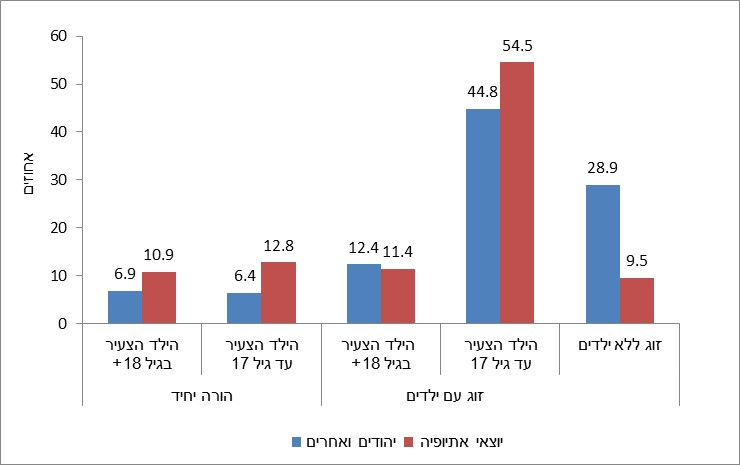 60
50
40
30
20
10
0
אחוזים
6.9
10.9
6.4
12.8
12.4
11.4
44.8
54.5
28.9
9.5
הילד הצעיר
בגיל 18+
הילד הצעיר
עד גיל 17
הילד הצעיר
בגיל 18+
הילד הצעיר
עד גיל 17
זוג ללא ילדים
הורה יחיד
זוג עם ילדים
יהודים ואחרים
יוצאי אתיופיה